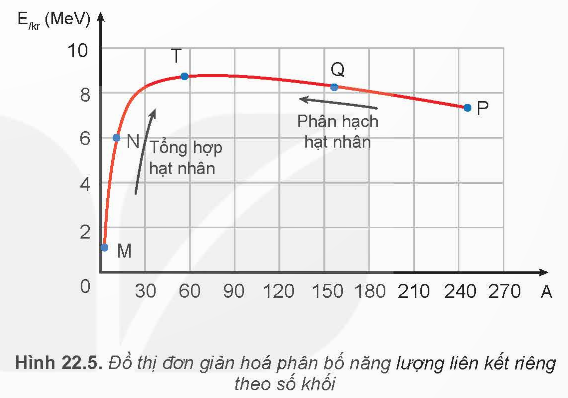 E/kr (MeV)
10
8
6
4
2
0
T
Q
P
N
M
Tổng hợp
hạt nhân
Phân hạch
hạt nhân
30 60 90 120 150 180 210 240 270 A
Hình 22.5. Đồ thị đơn giản hoá phân bố năng lượng liên kết riêng
theo số khối